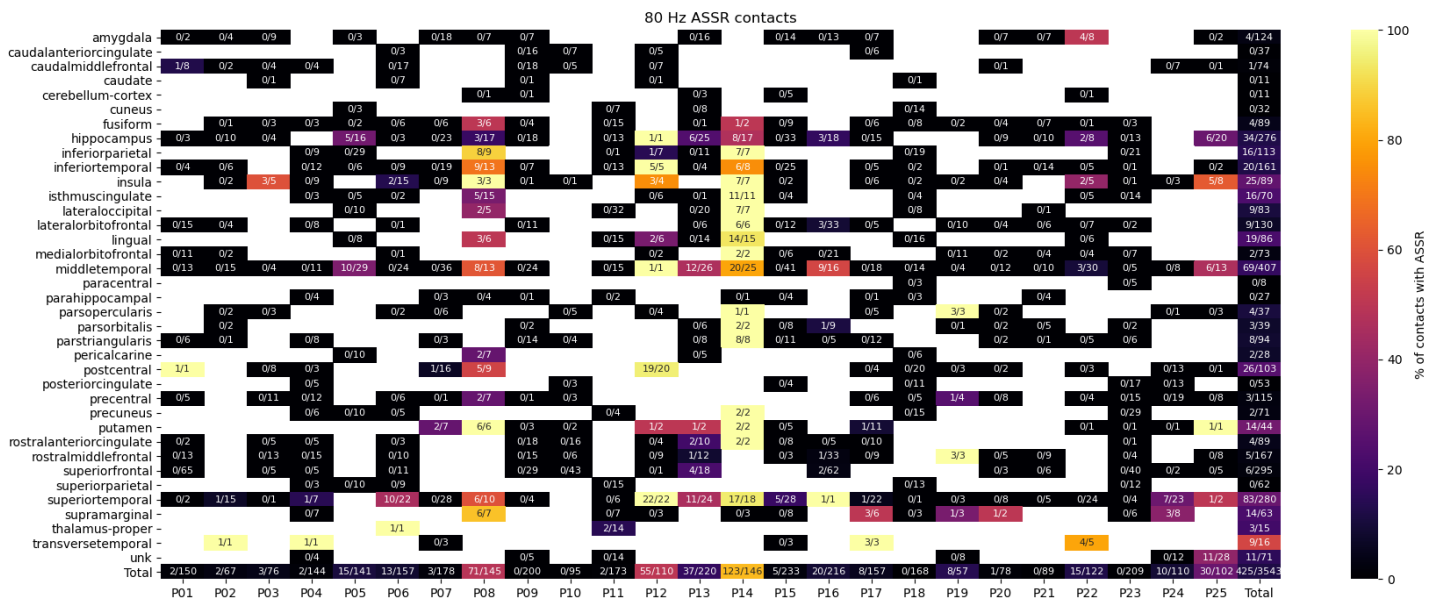 80 Hz ASSR contacts
amygdala 0/2 0/4 0/9 0/3 0/18 0/7 0/7 0/16 0/14 0/13 0/7 0/7 0/7 4/8 0/2 4/124
caudalanteriorcingulate 0/3 0/16 0/7 0/5 0/6 0/37
caudalmiddlefrontal 1/8 0/2 0/4 0/4 0/17 0/18 0/5 0/7 0/1 0/7 0/1 1/74
caudate 0/1 0/7 0/1 0/1 0/1 0/11
cerebellum-cortex 0/1 0/1 0/3 0/5 0/1 0/11
cuneus 0/3 0/7 0/8 0/14 0/32
fusiform 0/1 0/3 0/3 0/2 0/6 0/6 3/6 0/4 0/15 0/1 1/2 0/9 0/6 0/8 0/2 0/4 0/7 0/1 4/89
hippocampus 0/3 0/10 0/4 5/16 0/3 0/23 3/17 0/18 0/13 1/1 6/25 8/17 0/33 3/18 0/15 0/9 0/10 2/8 0/13 6/20 34/276
inferiorparietal 0/9 0/29 8/9 0/1 1/7 0/11 7/7 0/19 0/21 16/113
inferiortemporal 0/4 0/6 0/12 0/6 0/9 0/19 9/13 0/7 0/13 5/5 0/4 6/8 0/25 0/5 0/2 0/1 0/14 0/5 0/1 0/2 20/161
insula 0/2 3/5 0/9 2/15 0/9 3/3 0/1 0/1 3/4 7/7 0/2 0/6 0/2 0/2 0/4 2/5 0/1 0/3 5/8 25/89
isthmuscingulate 0/3 0/5 0/2 5/15 0/6 0/1 11/11 0/4 0/5 0/14 16/70
lateraloccipital 0/10 2/5 0/32 0/20 7/7 0/8 0/1 9/83
lateralorbitofrontal 0/15 0/4 0/8 0/1 0/11 0/6 6/6 0/12 3/33 0/5 0/10 0/4 0/6 0/7 0/2 9/130
lingual 0/8 3/6 0/15 2/6 0/14 14/15 0/16 0/6 19/86
medialorbitofrontal 0/11 0/2 0/1 0/2 2/2 0/6 0/21 0/11 0/2 0/4 0/3 0/2 2/73
middletemporal 0/13 0/15 0/4 0/11 10/29 0/24 0/36 8/13 0/24 0/15 1/1 12/26 20/25 0/41 9/16 0/18 0/14 0/4 0/12 0/10 3/30 0/5 0/8 6/13 69/407
paracentral 0/3 0/5 0/8
parahippocampal 0/4 0/3 0/4 0/1 0/2 0/1 0/4 0/1 0/3 0/4 0/27
parsopercularis 0/2 0/3 0/2 0/6 0/5 0/4 1/1 0/5 3/3 0/2 0/1 0/3 4/37
parsorbitalis 0/2 0/2 0/6 2/2 0/8 1/9 0/1 0/2 0/5 0/2 3/39
parstriangularis 0/6 0/1 0/8 0/3 0/14 0/4 0/8 8/8 0/11 0/5 0/12 0/2 0/1 0/5 0/6 8/94
pericalcarine 0/10 2/7 0/5 0/6 2/28
postcentral 1/1 0/8 0/3 1/16 5/9 19/20 0/4 0/20 0/3 0/2 0/3 0/2 0/13 0/1 26/103
posteriorcingulate 0/5 0/3 0/4 0/11 0/17 0/13 0/53
precentral 0/5 0/11 0/12 0/6 0/1 2/7 0/1 0/3 0/6 0/5 1/4 0/8 0/4 0/15 0/19 0/8 3/115
precuneus 0/6 0/10 0/5 0/4 2/2 0/15 0/29 2/71
putamen 2/7 6/6 0/3 0/2 1/2 1/1 2/2 0/5 1/11 0/1 0/1 1/1 14/44
rostralanteriorcingulate 0/2 0/5 0/5 0/3 0/18 0/16 0/4 2/10 2/2 0/8 0/5 0/10 0/1 4/89
rostralmiddlefrontal 0/13 0/13 0/15 0/10 0/15 0/6 0/9 1/12 0/3 1/33 0/9 3/3 0/5 0/4 0/8 5/167
superiorfrontal 0/65 0/5 0/5 0/11 0/29 0/43 0/1 4/18 2/62 0/3 0/6 0/40 0/2 0/5 6/295
superiorparietal 0/3 0/10 0/9 0/15 0/13 0/12 0/62
superiortemporal 0/2 1/15 0/1 1/7 10/22 0/28 6/10 0/4 0/6 22/22 11/24 17/18 5/28 1/1 1/22 0/1 0/3 0/8 0/5 0/24 0/4 7/23 1/2 83/280
supramarginal 0/7 6/7 0/7 0/3 0/3 0/8 3/6 1/3 1/2 0/6 3/8 14/63
thalamus-proper 1/1 2/14 3/15
transversetemporal 1/1 1/1 0/3 0/3 3/3 4/5 9/16
unk 0/4 0/5 0/14 0/8 0/12 11/28 11/71
Total 2/150 2/67 3/76 2/144 15/141 13/157 3/178 71/145 0/200 0/95 2/173 55/110 37/220 123/146 5/233 20/216 8/157 0/168 8/57 1/78 0/89 15/122 0/209 10/110 30/102 425/3543
P01 P02 P03 P04 P05 P06 P07 P08 P09 P10 P11 P12 P13 P14 P15 P16 P17 P18 P19 P20 P21 P22 P23 P24 P25 Total
100
80
60
40
20
0
% of contacts with ASSR